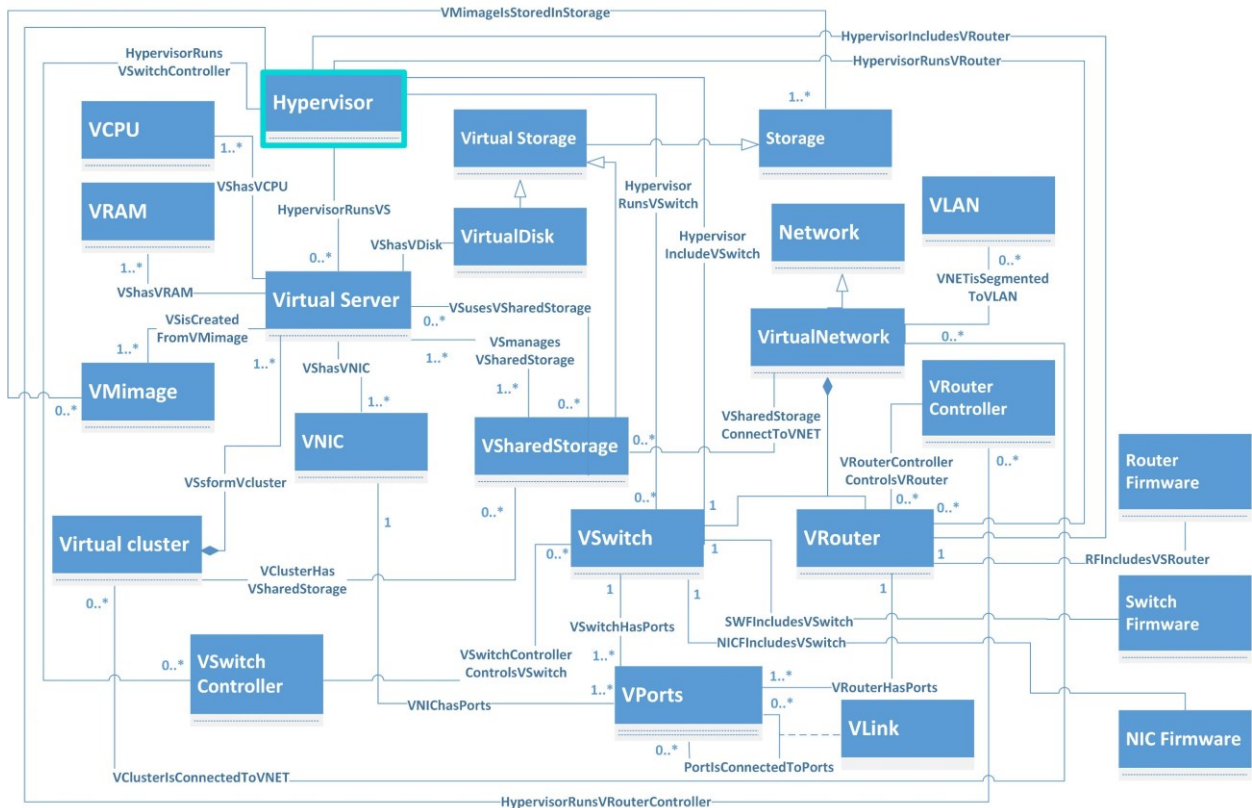 VMimageIsStoredInStorage
HypervisorIncludesVRouter
HypervisorRuns
VSwitchController
HypervisorRunsVRouter
Hypervisor
1..*
VCPU
Virtual Storage
Storage
1..*
VShasVCPU
VRAM
Hypervisor
RunsVSwitch
VLAN
HypervisorRunsVS
VirtualDisk
Network
Hypervisor
IncludeVSwitch
VShasVDisk
0..*
0..*
1..*
VNETisSegmented
ToVLAN
VShasVRAM
Virtual Server
VSusesVSharedStorage
0..*
VirtualNetwork
0..*
VSisCreated
FromVMimage
1..*
1..*
1..*
VSmanages
VSharedStorage
VShasVNIC
VMimage
1..*
VRouter
Controller
0..*
1..*
0..*
VSharedStorage
ConnectToVNET
VNIC
VSharedStorage
0..*
0..*
Router
Firmware
VRouterController
ControlsVRouter
VSsformVcluster
0..*
0..*
1
0..*
0..*
1
Virtual cluster
VSwitch
VRouter
0..*
1
1
RFIncludesVSRouter
VClusterHas
VSharedStorage
0..*
1
1
1
Switch
Firmware
SWFIncludesVSwitch
VSwitchHasPorts
NICFIncludesVSwitch
VSwitchController
ControlsVSwitch
1..*
0..*
VSwitch
Controller
1..*
VPorts
1..*
VRouterHasPorts
VNIChasPorts
0..*
VLink
NIC Firmware
0..*
PortIsConnectedToPorts
VClusterIsConnectedToVNET
HypervisorRunsVRouterController